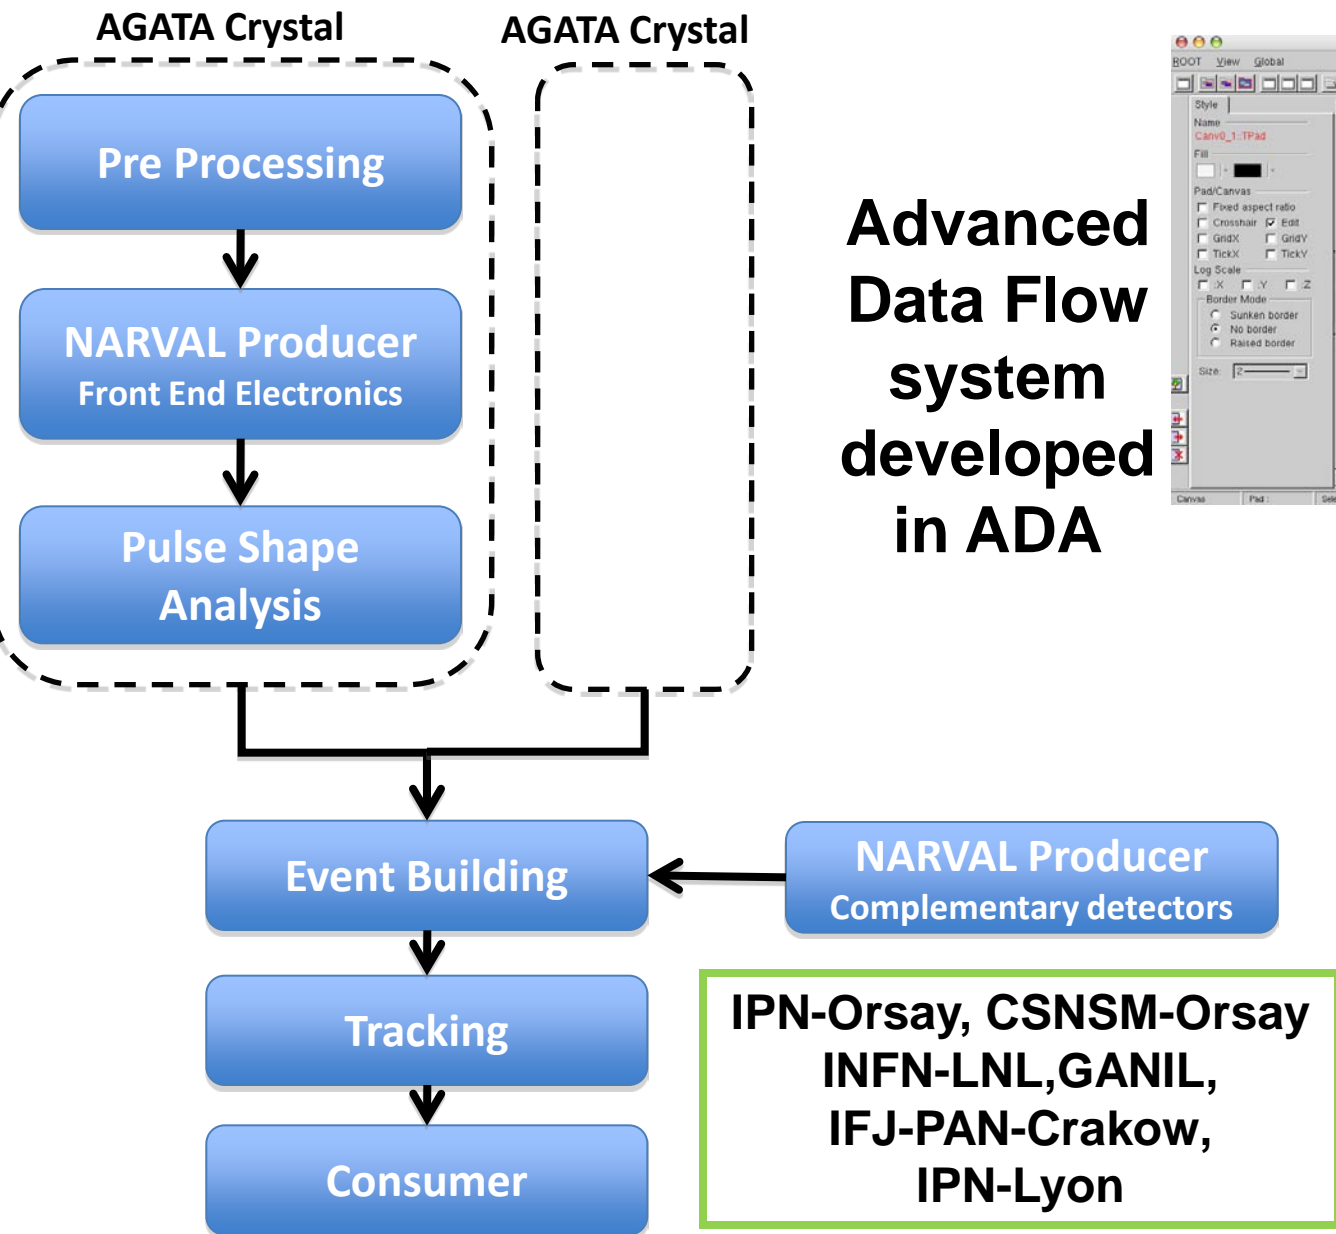 AGATA Crystal
AGATA Crystal
Pre Processing
NARVAL Producer
Front End Electronics
Pulse Shape
Analysis
Advanced
Data Flow
system
developed
in ADA
ROOT View Global
Style
Name
Canv0_1::TPad
Fill
Pad/Canvas
Fixed aspect ratio
Crosshair Edit
GridX GridY
TickX TickY
Log Scale
:X :Y Z
Border Mode
Sunken border
No border
Raised border
Size: 2
Canvas Pad : Sele
Event Building
NARVAL Producer
Complementary detectors
Tracking
Consumer
IPN-Orsay, CSNSM-Orsay
INFN-LNL,GANIL,
IFJ-PAN-Crakow,
IPN-Lyon